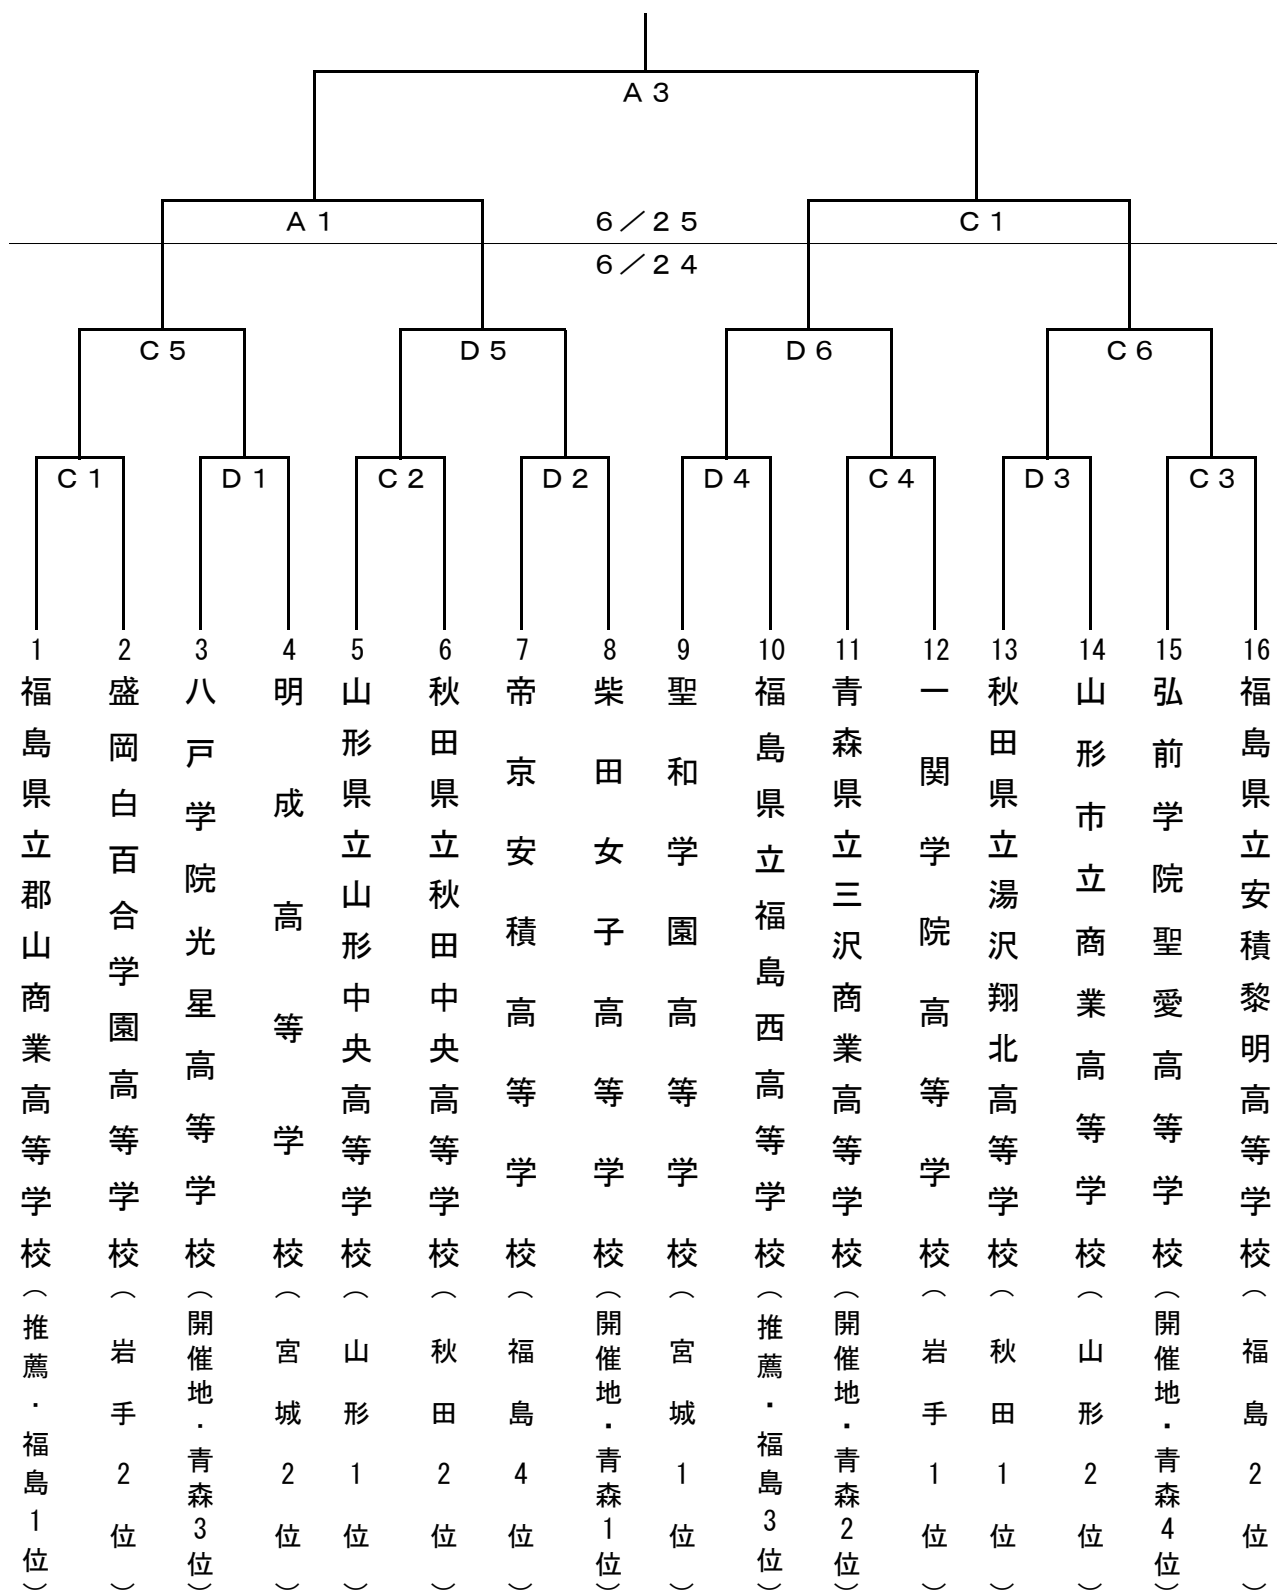 A3
A1 6/25 C1
6/24
C5 D5 D6 C6
C1 D1 C2 D2 D4 C4 D3 C3
1 福島県立郡山商業高等学校(推薦・福島1位)
2 盛岡白百合学園高等学校(岩手2位)
3 八戸学院光星高等学校(開催地・青森3位)
4 明成高等学校(宮城2位)
5 山形県立山形中央高等学校(山形1位)
6 秋田県立秋田中央高等学校(秋田2位)
7 帝京安積高等学校(福島4位)
8 柴田女子高等学校(開催地・青森1位)
9 聖和学園高等学校(宮城1位)
10 福島県立福島西高等学校(推薦・福島3位)
11 青森県立三沢商業高等学校(開催地・青森2位)
12 一関学院高等学校(岩手1位)
13 秋田県立湯沢翔北高等学校(秋田1位)
14 山形市立商業高等学校(山形2位)
15 弘前学院聖愛高等学校(開催地・青森4位)
16 福島県立安積黎明高等学校(福島2位)